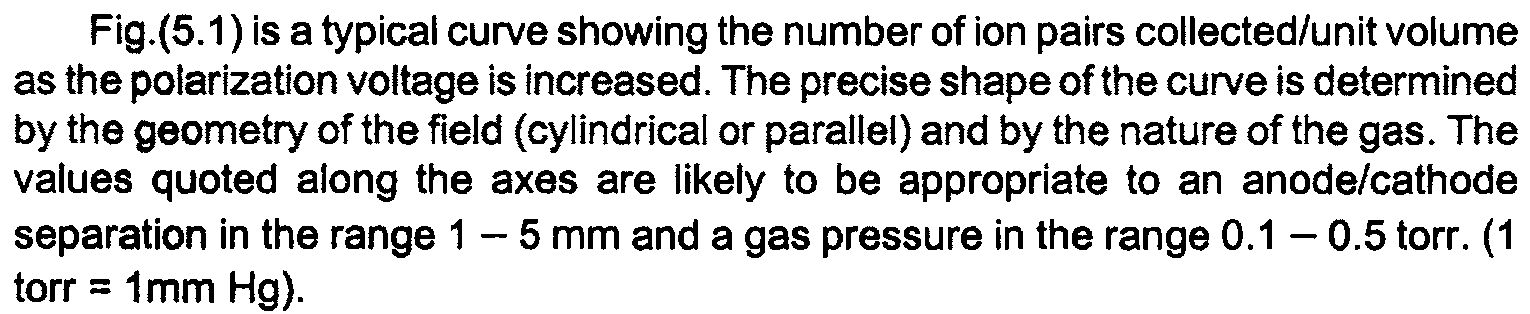 Fig.(5.1) is a typical curve showing the number of ion pairs collected/unit volume
as the polarization voltage is increased. The precise shape of the curve is determined
by the geometry of the field (cylindrical or parallel) and by the nature of the gas. The
values quoted along the axes are likely to be appropriate to an anode/cathode
separation in the range 1 – 5 mm and a gas pressure in the range 0.1 – 0.5 torr. (1
torr = 1mm Hg).